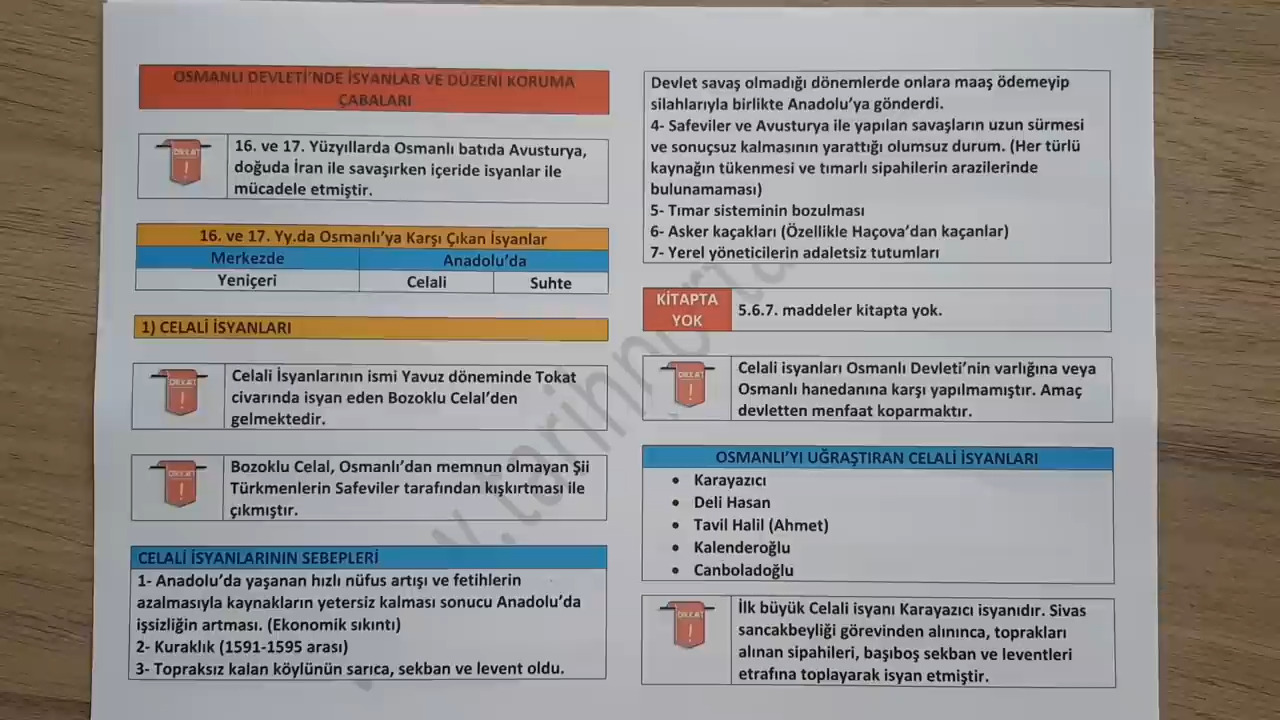 OSMANLI DEVLETİ'NDE İSYANLAR VE DÜZENİ KORUMA
ÇABALARI
DİKKAT
!
16. ve 17. Yüzyıllarda Osmanlı batıda Avusturya,
doğuda İran ile savaşırken içeride isyanlar ile
mücadele etmiştir.
16. ve 17. Yy.da Osmanlı'ya Karşı Çıkan İsyanlar
Merkezde Anadolu'da
Yeniçeri Celali Suhte
1) CELALİ İSYANLARI
DİKKAT
!
Celali İsyanlarının ismi Yavuz döneminde Tokat
civarında isyan eden Bozoklu Celal'den
gelmektedir.
DİKKAT
!
Bozoklu Celal, Osmanlı'dan memnun olmayan Şii
Türkmenlerin Safeviler tarafından kışkırtması ile
çıkmıştır.
CELALİ İSYANLARININ SEBEPLERİ
1- Anadolu'da yaşanan hızlı nüfus artışı ve fetihlerin
azalmasıyla kaynakların yetersiz kalması sonucu Anadolu'da
işsizliğin artması. (Ekonomik sıkıntı)
2- Kuraklık (1591-1595 arası)
3- Topraksız kalan köylünün sarıca, sekban ve levent oldu.
Devlet savaş olmadığı dönemlerde onlara maaş ödemeyip
silahlarıyla birlikte Anadolu'ya gönderdi.
4- Safeviler ve Avusturya ile yapılan savaşların uzun sürmesi
ve sonuçsuz kalmasının yarattığı olumsuz durum. (Her türlü
kaynağın tükenmesi ve tımarlı sipahilerin arazilerinde
bulunamaması)
5- Tımar sisteminin bozulması
6- Asker kaçakları (Özellikle Haçova'dan kaçanlar)
7- Yerel yöneticilerin adaletsiz tutumları
KİTAPTA
YOK
5.6.7. maddeler kitapta yok.
DİKKAT
!
Celali isyanları Osmanlı Devleti'nin varlığına veya
Osmanlı hanedanına karşı yapılmamıştır. Amaç
devletten menfaat koparmaktır.
OSMANLI'YI UĞRAŞTIRAN CELALİ İSYANLARI
• Karayazıcı
• Deli Hasan
• Tavil Halil (Ahmet)
• Kalenderoğlu
• Canboladoğlu
DİKKAT
!
İlk büyük Celali isyanı Karayazıcı isyanıdır. Sivas
sancakbeyliği görevinden alınınca, toprakları
alınan sipahileri, başıboş sekban ve leventleri
etrafına toplayarak isyan etmiştir.